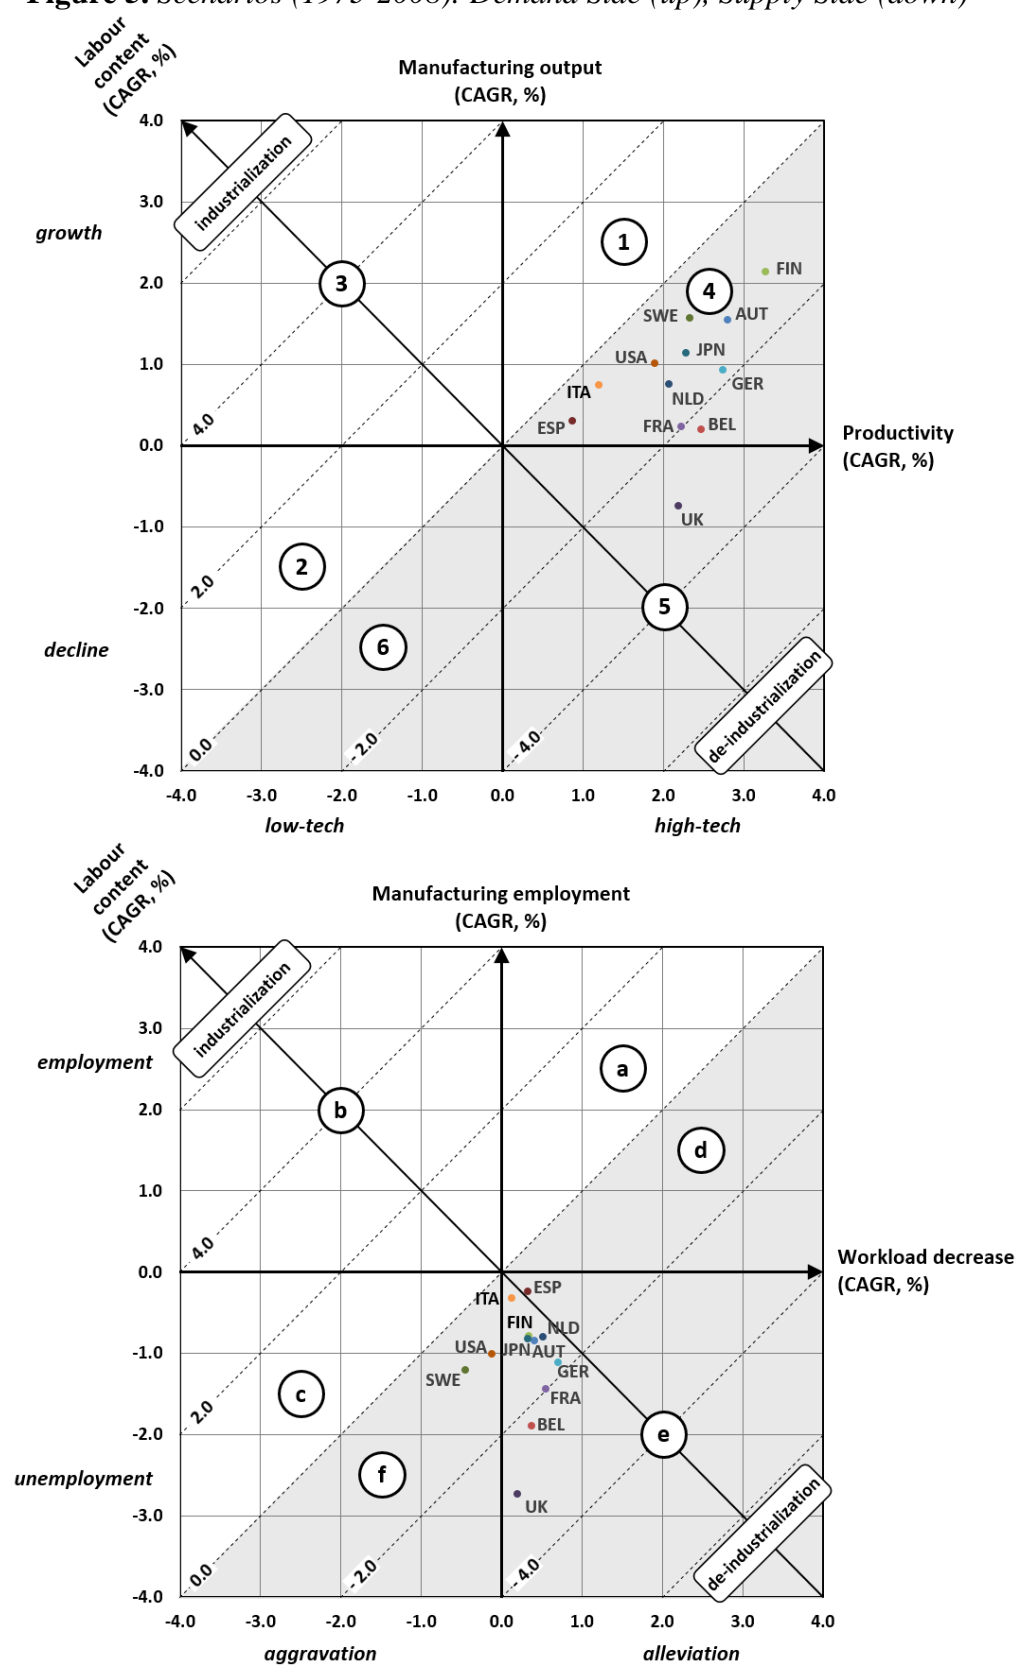 Figure 3: Scenarios (1973-2008): Demand Side (up), Supply Side (down)
Labour
content
(CAGR, %)
Manufacturing output
(CAGR, %)
4.0
industrialization
3.0
growth
1
3
2.0
FIN
4
SWE
AUT
JPN
USA
1.0
GER
ITA
NLD
4.0
ESP
FRA
BEL
0.0
Productivity
(CAGR, %)
-1.0
UK
2
2.0
-2.0
5
decline
6
-3.0
de-industrialization
0.0
- 2.0
- 4.0
-4.0
-4.0 -3.0 -2.0 -1.0 0.0 1.0 2.0 3.0 4.0
low-tech high-tech
Labour
content
(CAGR, %)
Manufacturing employment
(CAGR, %)
4.0
industrialization
3.0
employment
a
b
2.0
d
1.0
4.0
0.0
Workload decrease
(CAGR, %)
ESP
ITA
FIN
NLD
-1.0
USA
JPN
AUT
GER
SWE
c
FRA
2.0
BEL
-2.0
e
unemployment
f
UK
-3.0
de-industrialization
0.0
- 2.0
- 4.0
-4.0
-4.0 -3.0 -2.0 -1.0 0.0 1.0 2.0 3.0 4.0
aggravation alleviation